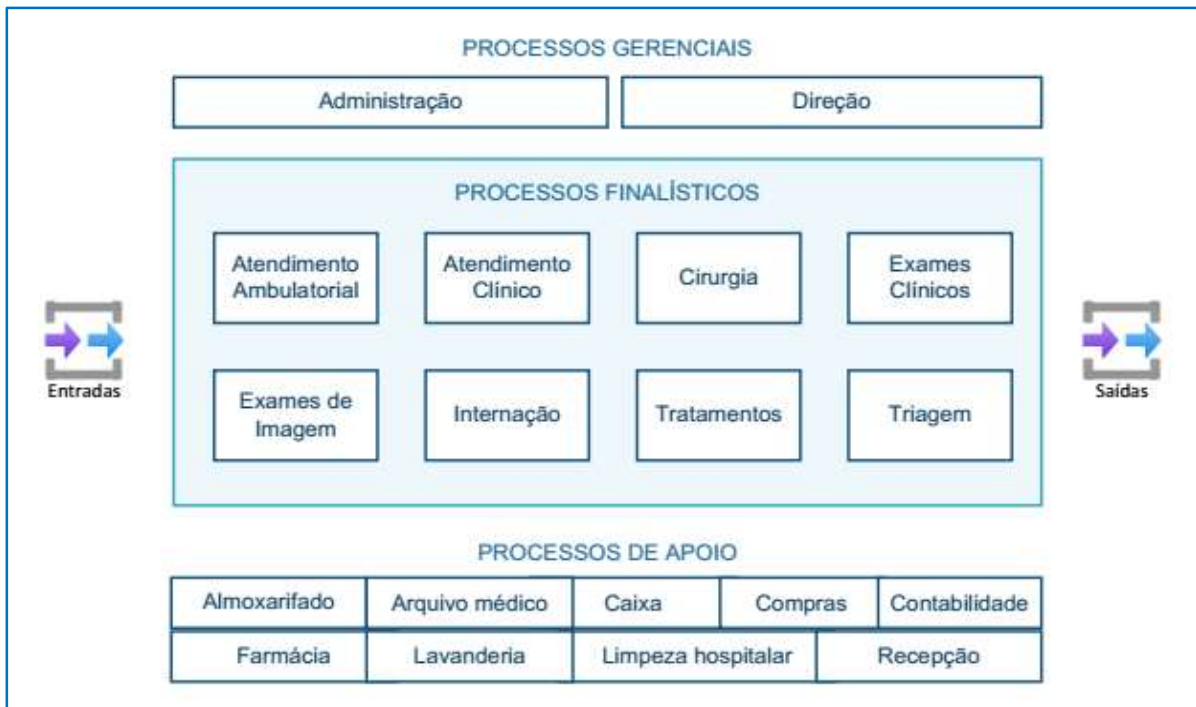 PROCESSOS GERENCIAIS
Administração
Direção
PROCESSOS FINALÍSTICOS
Atendimento
Ambulatorial
Atendimento
Clínico
Cirurgia
Exames
Clínicos
Entradas
Saídas
Exames de
Imagem
Internação
Tratamentos
Triagem
PROCESSOS DE APOIO
Almoxarifado
Arquivo médico
Caixa
Compras
Contabilidade
Farmácia
Lavanderia
Limpeza hospitalar
Recepção